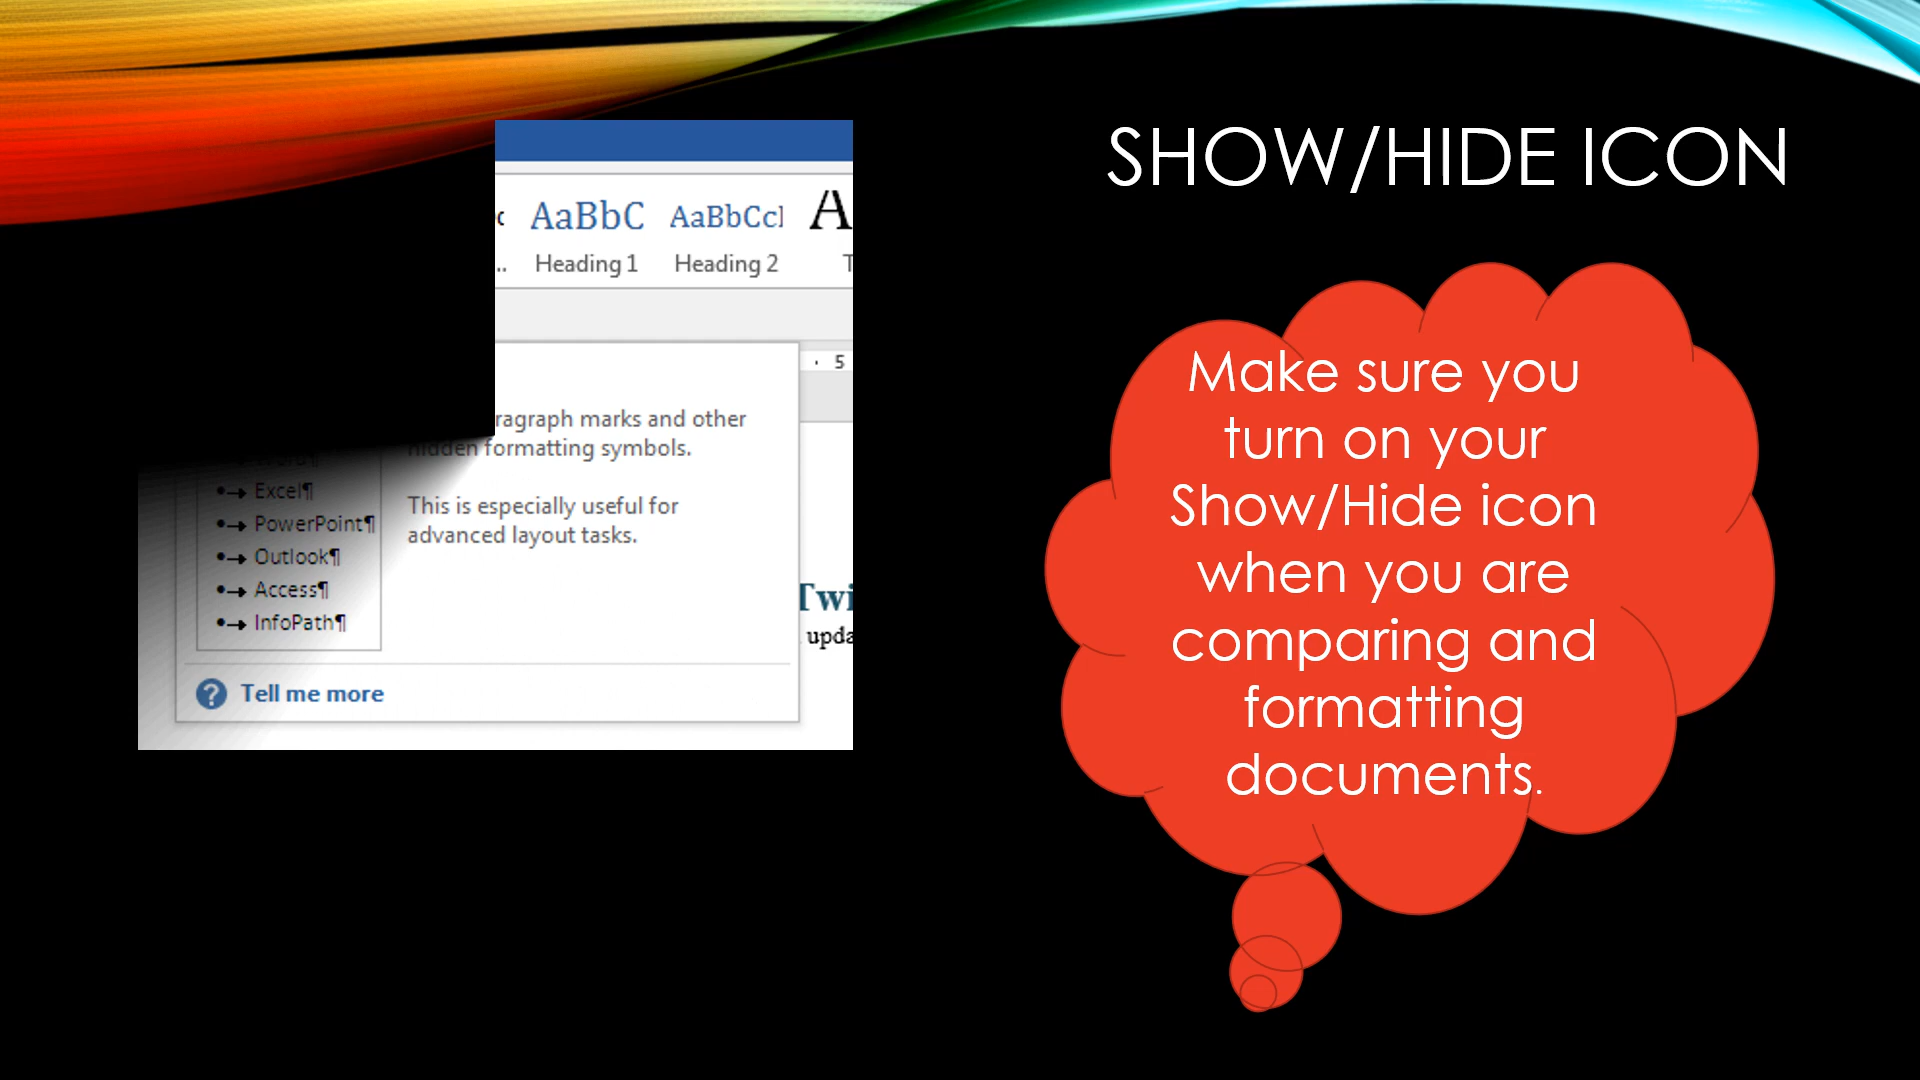 SHOW/HIDE ICON
AaBbC AaBbCcI A
Heading 1 Heading 2 T
5
ragraph marks and other
hidden formatting symbols.
This is especially useful for
advanced layout tasks.
Excel¶
PowerPoint¶
Outlook¶
Access¶
InfoPath¶
Twi
upda
Tell me more
Make sure you
turn on your
Show/Hide icon
when you are
comparing and
formatting
documents.